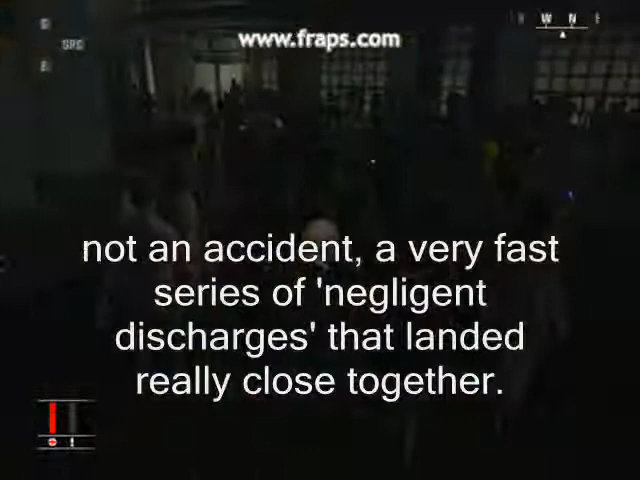 www.fraps.com
W N E
not an accident, a very fast
series of 'negligent
discharges' that landed
really close together.